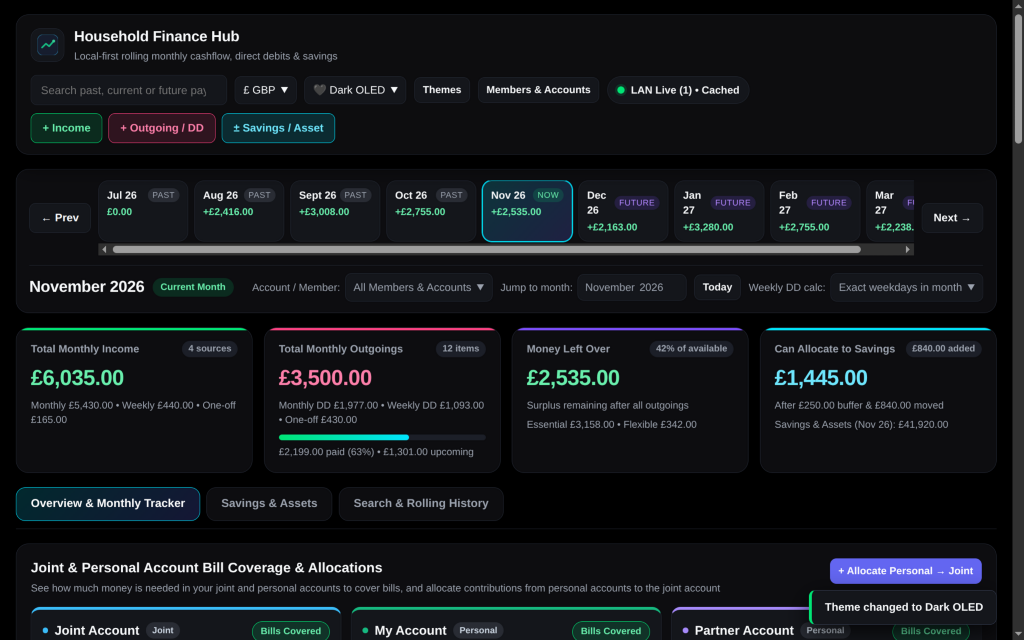 Household Finance Hub
Local-first rolling monthly cashflow, direct debits & savings
Search past, current or future pay
£ GBP ▼
🖤 Dark OLED ▼
Themes
Members & Accounts
LAN Live (1) • Cached
+ Income
+ Outgoing / DD
± Savings / Asset
← Prev
Jul 26 PAST
£0.00
Aug 26 PAST
+£2,416.00
Sept 26 PAST
+£3,008.00
Oct 26 PAST
+£2,755.00
Nov 26 NOW
+£2,535.00
Dec 26 FUTURE
+£2,163.00
Jan 27 FUTURE
+£3,280.00
Feb 27 FUTURE
+£2,755.00
Mar 27
+£2,238.
Next →
November 2026
Current Month
Account / Member:
All Members & Accounts ▼
Jump to month:
November 2026
Today
Weekly DD calc:
Exact weekdays in month ▼
Total Monthly Income
4 sources
£6,035.00
Monthly £5,430.00 • Weekly £440.00 • One-off
£165.00
Total Monthly Outgoings
12 items
£3,500.00
Monthly DD £1,977.00 • Weekly DD £1,093.00
• One-off £430.00
£2,199.00 paid (63%) • £1,301.00 upcoming
Money Left Over
42% of available
£2,535.00
Surplus remaining after all outgoings
Essential £3,158.00 • Flexible £342.00
Can Allocate to Savings
£840.00 added
£1,445.00
After £250.00 buffer & £840.00 moved
Savings & Assets (Nov 26): £41,920.00
Overview & Monthly Tracker
Savings & Assets
Search & Rolling History
Joint & Personal Account Bill Coverage & Allocations
See how much money is needed in your joint and personal accounts to cover bills, and allocate contributions from personal accounts to the joint account
+ Allocate Personal → Joint
Theme changed to Dark OLED
Joint Account Joint
Bills Covered
My Account Personal
Bills Covered
Partner Account Personal
Bills Covered